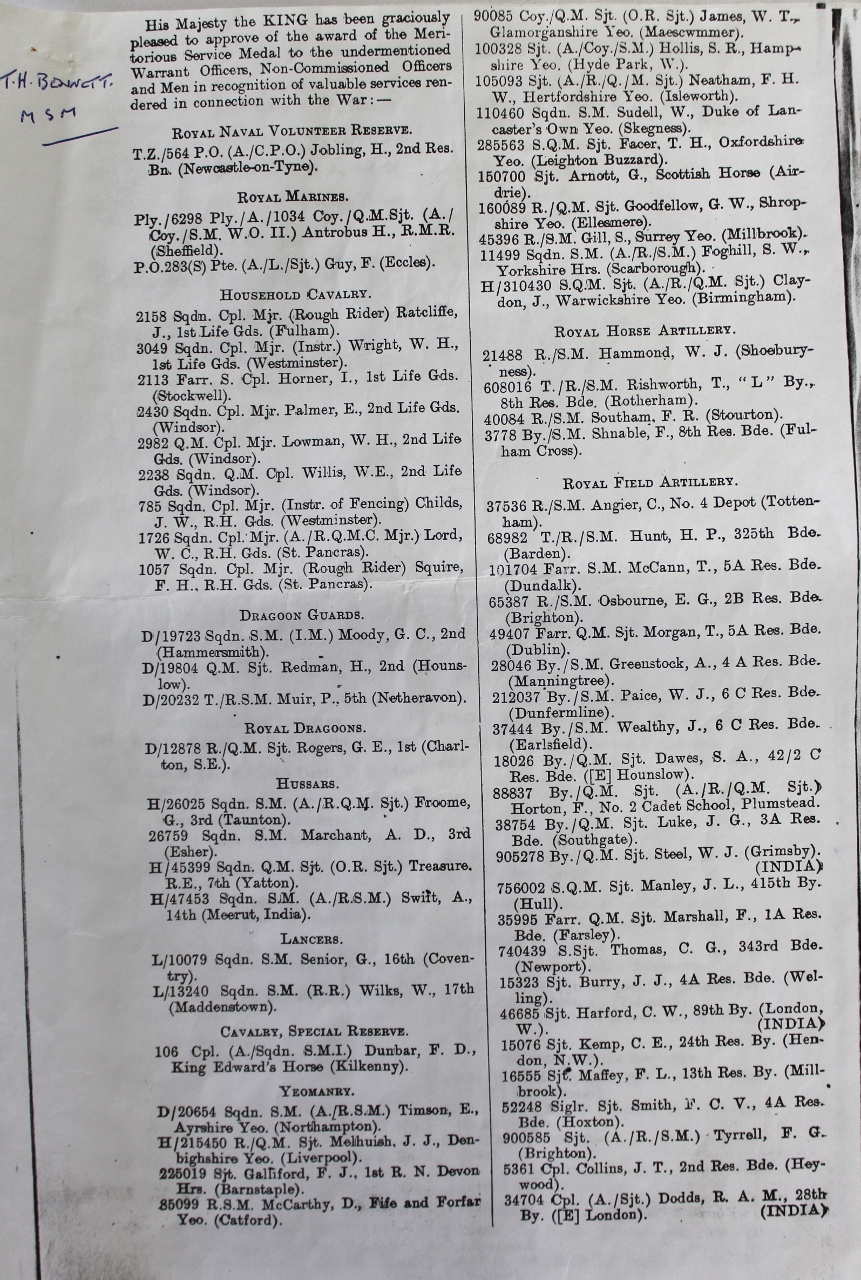 T.H. BENNETT.
M S M
His Majesty the KING has been graciously
pleased to approve of the award of the Meri-
torious Service Medal to the undermentioned
Warrant Officers, Non-Commissioned Officers
and Men in recognition of valuable services ren-
dered in connection with the War:—
ROYAL NAVAL VOLUNTEER RESERVE.
T.Z./564 P.O. (A./C.P.O.) Jobling, H., 2nd Res.
Bn. (Newcastle-on-Tyne).
ROYAL MARINES.
Ply./6298 Ply./A./1034 Coy./Q.M.Sjt. (A./
Coy./S.M. W.O. II.) Antrobus H., R.M.R.
(Sheffield).
P.O.283(S) Pte. (A./L./Sjt.) Guy, F. (Eccles).
HOUSEHOLD CAVALRY.
2158 Sqdn. Cpl. Mjr. (Rough Rider) Ratcliffe,
J., 1st Life Gds. (Fulham).
3049 Sqdn. Cpl. Mjr. (Instr.) Wright, W. H.,
1st Life Gds. (Westminster).
2113 Farr. S. Cpl. Horner, I., 1st Life Gds.
(Stockwell).
2430 Sqdn. Cpl. Mjr. Palmer, E., 2nd Life Gds.
(Windsor).
2982 Q.M. Cpl. Mjr. Lowman, W. H., 2nd Life
Gds. (Windsor).
2238 Sqdn. Q.M. Cpl. Willis, W.E., 2nd Life
Gds. (Windsor).
785 Sqdn. Cpl. Mjr. (Instr. of Fencing) Childs,
J. W., R.H. Gds. (Westminster).
1726 Sqdn. Cpl. Mjr. (A./R.Q.M.C. Mjr.) Lord,
W. C., R.H. Gds. (St. Pancras).
1057 Sqdn. Cpl. Mjr. (Rough Rider) Squire,
F. H., R.H. Gds. (St. Pancras).
DRAGOON GUARDS.
D/19723 Sqdn. S.M. (I.M.) Moody, G. C., 2nd
(Hammersmith).
D/19804 Q.M. Sjt. Redman, H., 2nd (Houns-
low).
D/20232 T./R.S.M. Muir, P., 5th (Netheravon).
ROYAL DRAGOONS.
D/12878 R./Q.M. Sjt. Rogers, G. E., 1st (Charl-
ton, S.E.).
HUSSARS.
H/26025 Sqdn. S.M. (A./R.Q.M. Sjt.) Froome,
G., 3rd (Taunton).
26759 Sqdn. S.M. Marchant, A. D., 3rd
(Esher).
H/45399 Sqdn. Q.M. Sjt. (O.R. Sjt.) Treasure,
R.E., 7th (Yatton).
H/47453 Sqdn. S.M. (A./R.S.M.) Swift, A.,
14th (Meerut, India).
LANCERS.
L/10079 Sqdn. S.M. Senior, G., 16th (Coven-
try).
L/13240 Sqdn. S.M. (R.R.) Wilks, W., 17th
(Maddenstown).
CAVALRY, SPECIAL RESERVE.
106 Cpl. (A./Sqdn. S.M.I.) Dunbar, F. D.,
King Edward's Horse (Kilkenny).
YEOMANRY.
D/20654 Sqdn. S.M. (A./R.S.M.) Timson, E.,
Ayrshire Yeo. (Northampton).
H/215450 R./Q.M. Sjt. Melhuish, J. J., Den-
bighshire Yeo. (Liverpool).
225019 Sjt. Galliford, F. J., 1st R. N. Devon
Hrs. (Barnstaple).
85099 R.S.M. McCarthy, D., Fife and Forfar
Yeo. (Catford).
90085 Coy./Q.M. Sjt. (O.R. Sjt.) James, W. T.,
Glamorganshire Yeo. (Maescwmmer).
100328 Sjt. (A./Coy./S.M.) Hollis, S. R., Hamp-
shire Yeo. (Hyde Park, W.).
105093 Sjt. (A./R./Q./M. Sjt.) Neatham, F. H.
W., Hertfordshire Yeo. (Isleworth).
110460 Sqdn. S.M. Sudell, W., Duke of Lan-
caster's Own Yeo. (Skegness).
285563 S.Q.M. Sjt. Facer, T. H., Oxfordshire
Yeo. (Leighton Buzzard).
150700 Sjt. Arnott, G., Scottish Horse (Air-
drie).
160089 R./Q.M. Sjt. Goodfellow, G. W., Shrop-
shire Yeo. (Ellesmere).
45396 R./S.M. Gill, S., Surrey Yeo. (Millbrook).
11499 Sqdn. S.M. (A./R./S.M.) Foghill, S. W.,
Yorkshire Hrs. (Scarborough).
H/310430 S.Q.M. Sjt. (A./R./Q.M. Sjt.) Clay-
don, J., Warwickshire Yeo. (Birmingham).
ROYAL HORSE ARTILLERY.
21488 R./S.M. Hammond, W. J. (Shoebury-
ness).
608016 T./R./S.M. Rishworth, T., "L" By.,
8th Res. Bde. (Rotherham).
40084 R./S.M. Southam, F. R. (Stourton).
3778 By./S.M. Shnable, F., 8th Res. Bde. (Ful-
ham Cross).
ROYAL FIELD ARTILLERY.
37536 R./S.M. Angier, C., No. 4 Depot (Totten-
ham).
68982 T./R./S.M. Hunt, H. P., 325th Bde.
(Barden).
101704 Farr. S.M. McCann, T., 5A Res. Bde.
(Dundalk).
65387 R./S.M. Osbourne, E. G., 2B Res. Bde.
(Brighton).
49407 Farr. Q.M. Sjt. Morgan, T., 5A Res. Bde.
(Dublin).
28046 By./S.M. Greenstock, A., 4 A Res. Bde.
(Manningtree).
212037 By./S.M. Paice, W. J., 6 C Res. Bde.
(Dunfermline).
37444 By./S.M. Wealthy, J., 6 C Res. Bde.
(Earlsfield).
18026 By./Q.M. Sjt. Dawes, S. A., 42/2 C
Res. Bde. ([E] Hounslow).
88837 By./Q.M. Sjt. (A./R./Q.M. Sjt.)
Horton, F., No. 2 Cadet School, Plumstead.
38754 By./Q.M. Sjt. Luke, J. G., 3A Res.
Bde. (Southgate).
905278 By./Q.M. Sjt. Steel, W. J. (Grimsby).
(INDIA)
756002 S.Q.M. Sjt. Manley, J. L., 415th By.
(Hull).
35995 Farr. Q.M. Sjt. Marshall, F., 1A Res.
Bde. (Farsley).
740439 S.Sjt. Thomas, C. G., 343rd Bde.
(Newport).
15323 Sjt. Burry, J. J., 4A Res. Bde. (Wel-
ling).
46685 Sjt. Harford, C. W., 89th By. (London,
W.). (INDIA)
15076 Sjt. Kemp, C. E., 24th Res. By. (Hen-
don, N.W.).
16555 Sjt. Maffey, F. L., 13th Res. By. (Mill-
brook).
52248 Siglr. Sjt. Smith, F. C. V., 4A Res.
Bde. (Hoxton).
900585 Sjt. (A./R./S.M.) Tyrrell, F. G.
(Brighton).
5361 Cpl. Collins, J. T., 2nd Res. Bde. (Hey-
wood).
34704 Cpl. (A./Sjt.) Dodds, R. A. M., 28th
By. ([E] London). (INDIA)